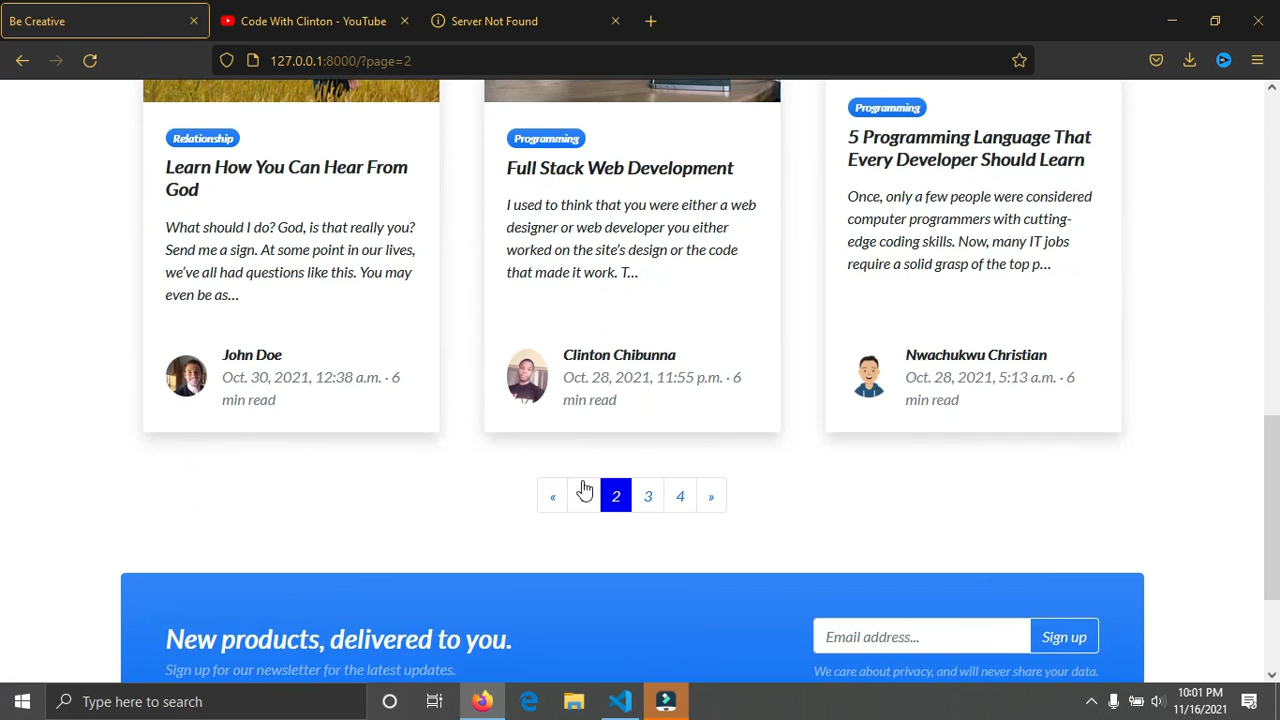 Be Creative
Code With Clinton - YouTube
Server Not Found
127.0.0.1:8000/?page=2
Relationship
Learn How You Can Hear From
God
What should I do? God, is that really you?
Send me a sign. At some point in our lives,
we've all had questions like this. You may
even be as...
John Doe
Oct. 30, 2021, 12:38 a.m. · 6
min read
Programming
Full Stack Web Development
I used to think that you were either a web
designer or web developer you either
worked on the site's design or the code
that made it work. T...
Clinton Chibunna
Oct. 28, 2021, 11:55 p.m. · 6
min read
Programming
5 Programming Language That
Every Developer Should Learn
Once, only a few people were considered
computer programmers with cutting-
edge coding skills. Now, many IT jobs
require a solid grasp of the top p...
Nwachukwu Christian
Oct. 28, 2021, 5:13 a.m. · 6
min read
« 2 3 4 »
New products, delivered to you.
Sign up for our newsletter for the latest updates.
Email address...
Sign up
We care about privacy, and will never share your data.
Type here to search
10:01 PM
11/16/2021